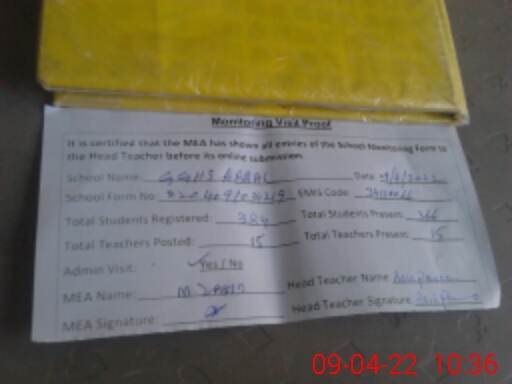 Monitoring Visit Proof
It is certified that the MEA has shown all entries of the School Monitoring Form to
the Head Teacher before its online submission.
School Name: GGHS Date: 9/4/2022
School Form No: EMIS Code:
Total Students Registered: 384 Total Students Present: 366
Total Teachers Posted: 15 Total Teachers Present: 15
Admin Visit: Yes / No
MEA Name: M
Head Teacher Name
MEA Signature: Head Teacher Signature
09-04-22 10:36